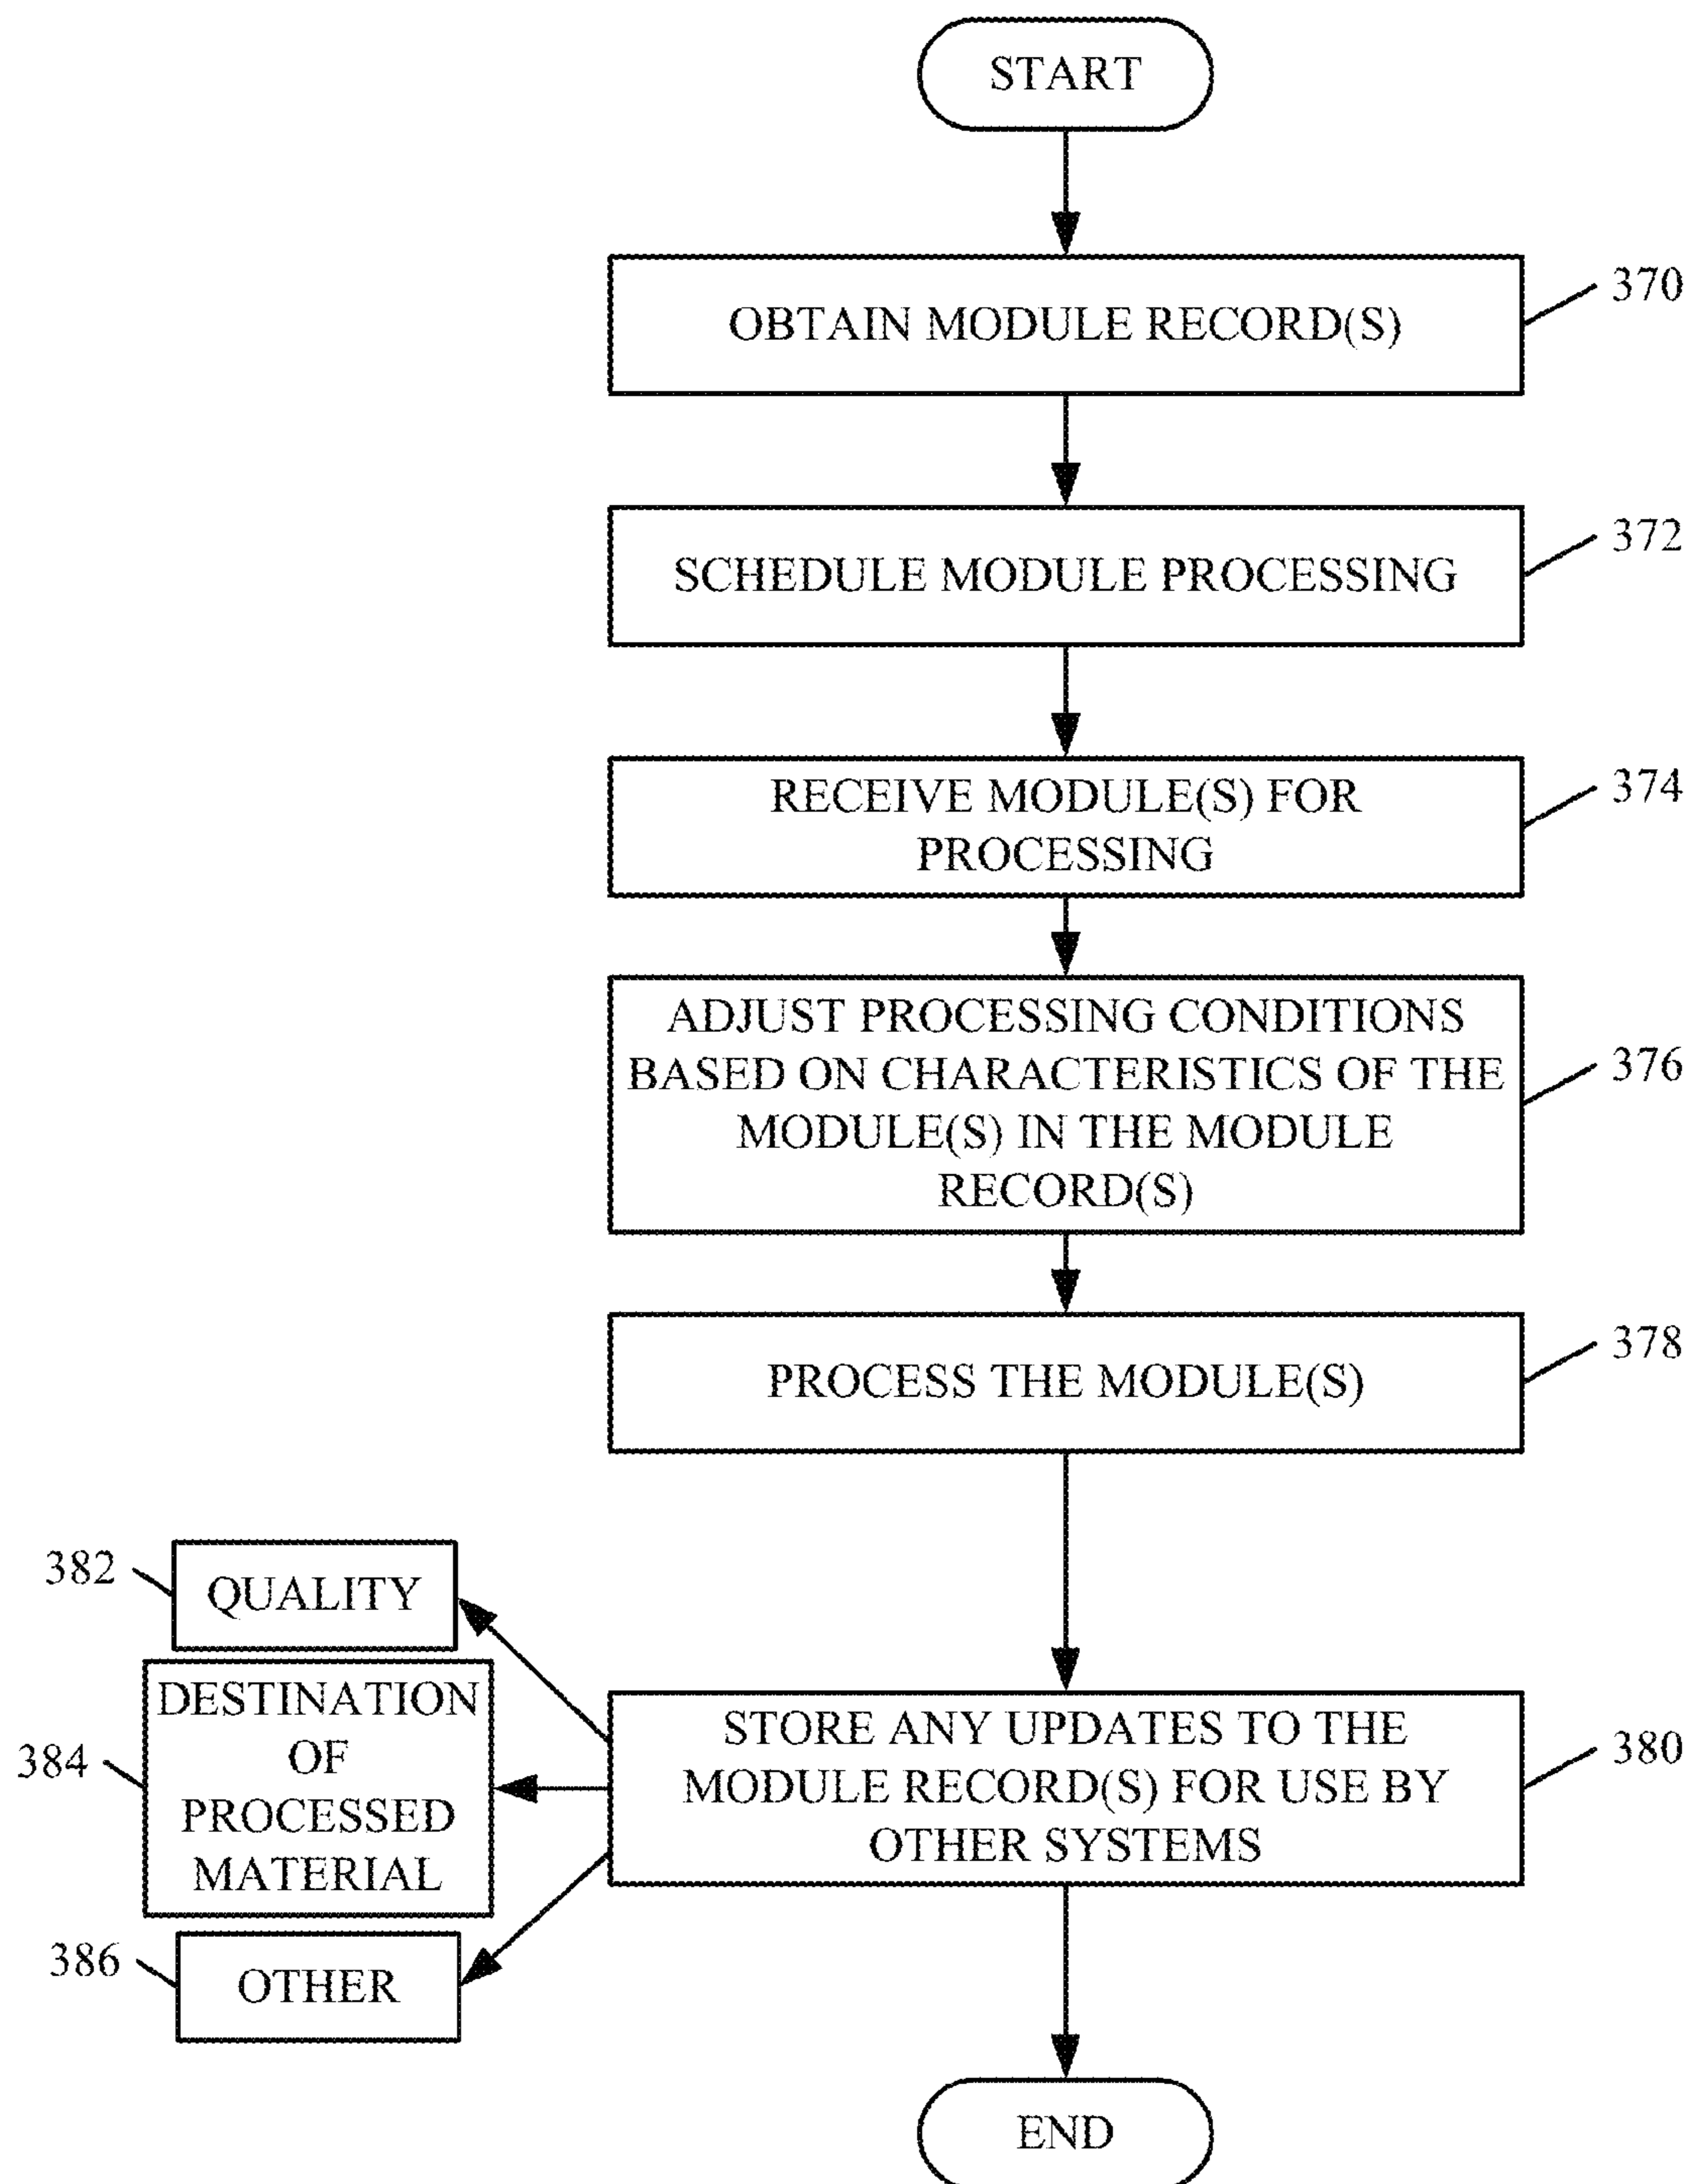 START
370
OBTAIN MODULE RECORD(S)
372
SCHEDULE MODULE PROCESSING
374
RECEIVE MODULE(S) FOR
PROCESSING
376
ADJUST PROCESSING CONDITIONS
BASED ON CHARACTERISTICS OF THE
MODULE(S) IN THE MODULE
RECORD(S)
378
PROCESS THE MODULE(S)
382
QUALITY
384
DESTINATION
OF
PROCESSED
MATERIAL
386
OTHER
380
STORE ANY UPDATES TO THE
MODULE RECORD(S) FOR USE BY
OTHER SYSTEMS
END